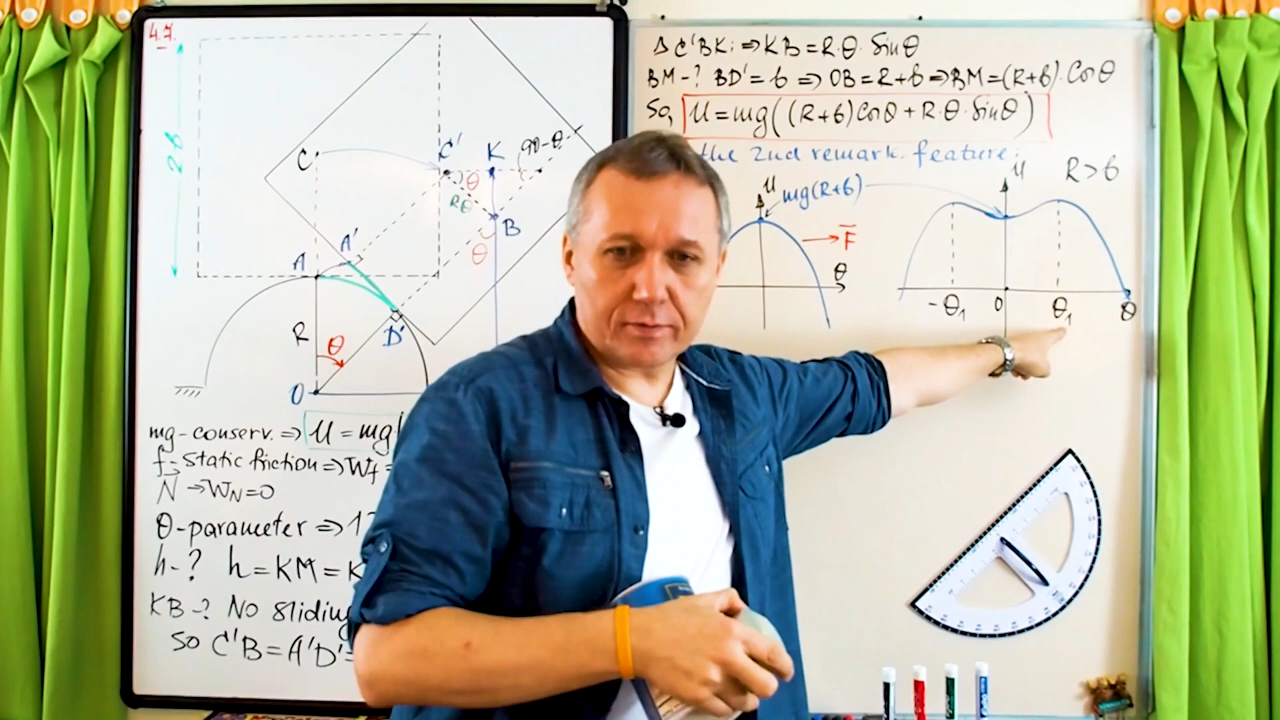 4.7.
2b
C
C'
K
90-θ
θ
Rθ
B
θ
A
A'
R
θ
D'
O
mg-conserv. ⇒ U = mg
f-static friction ⇒ Wf =
N → W_N = 0
θ-parameter ⇒ 1
h-? h = KM = K
KB-? No sliding
so C'B = A'D' =
Δ C'BK: ⇒ KB = R·θ·Sinθ
BM-? BD' = b ⇒ OB = R+b ⇒ BM = (R+b)·Cosθ
So, U = mg((R+b)Cosθ + R·θ·Sinθ)
the 2nd remark. feature:
U
mg(R+b)
F
θ
U
R>b
-θ₁
0
θ₁
θ